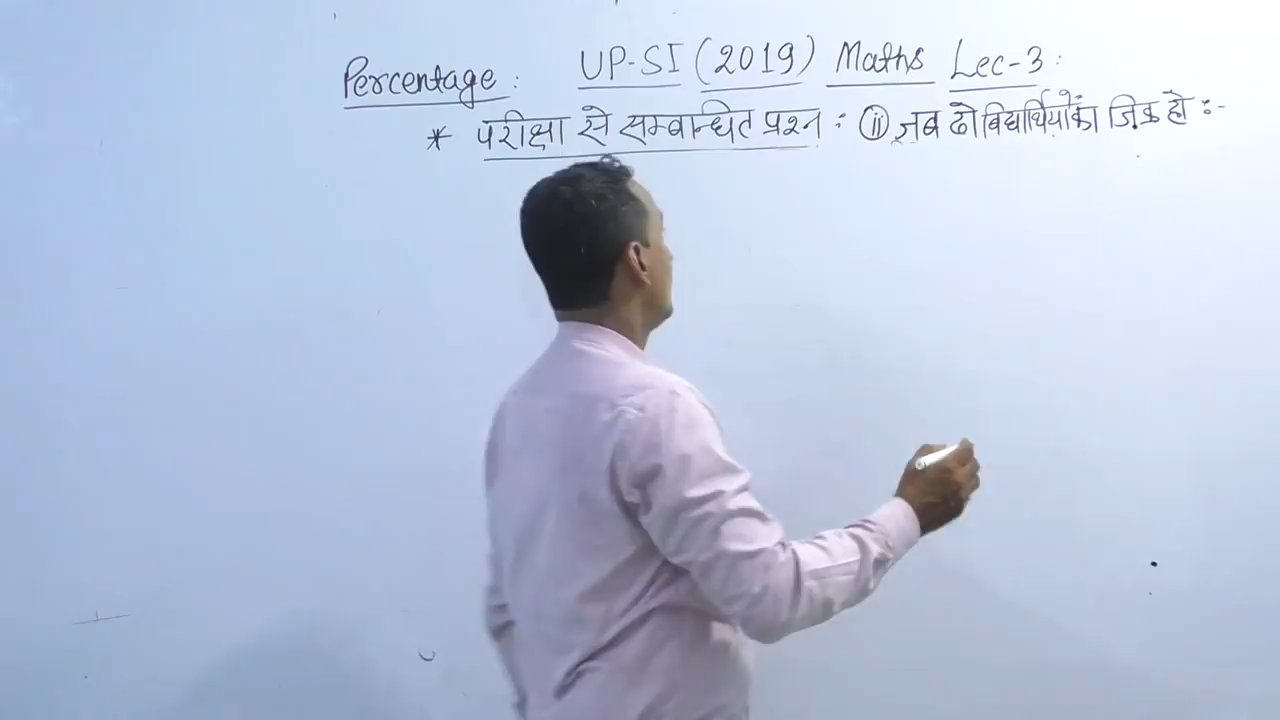 Percentage : UP-SI (2019) Maths Lec-3 :
* परीक्षा से सम्बन्धित प्रश्न : (ii) जब दो विद्यार्थियों का जिक्र हो :-